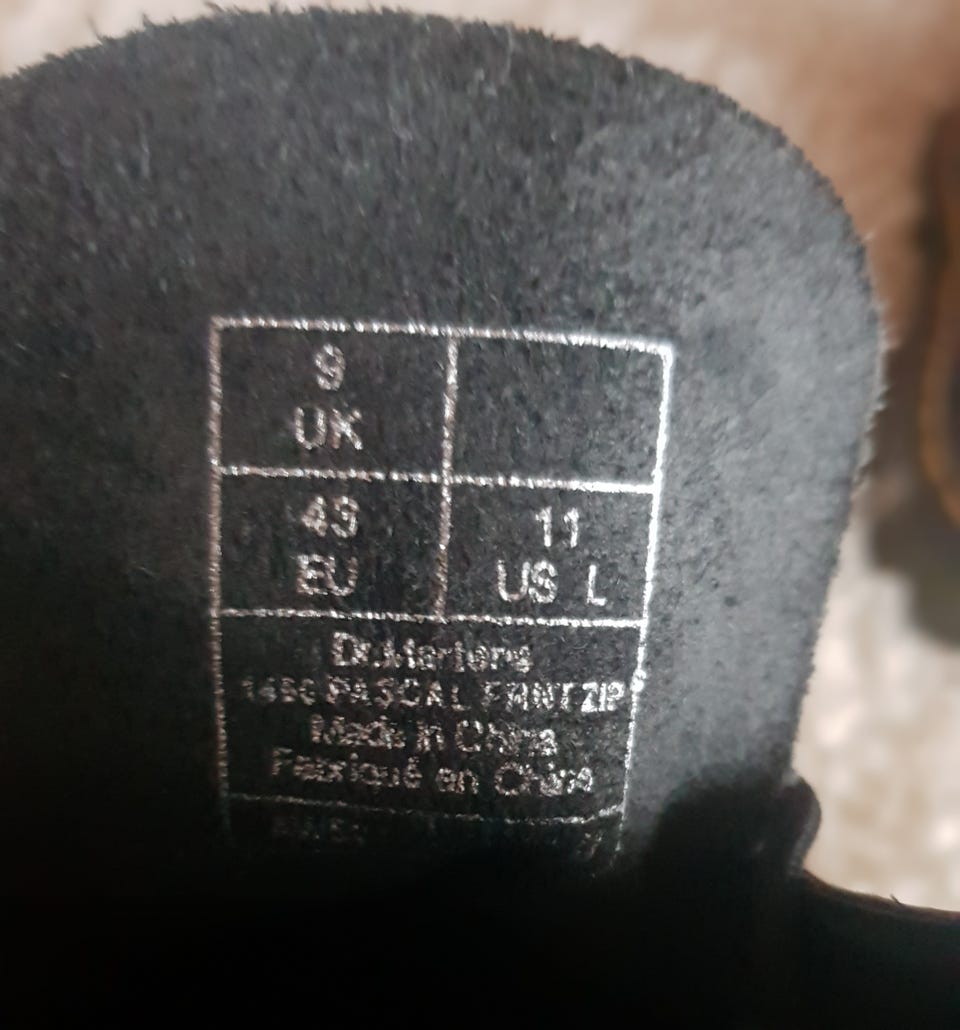 9
UK
43
EU
11
US L
Dr.Martens
1460 PASCAL FRNT ZIP
Made in China
Fabriqué en Chine